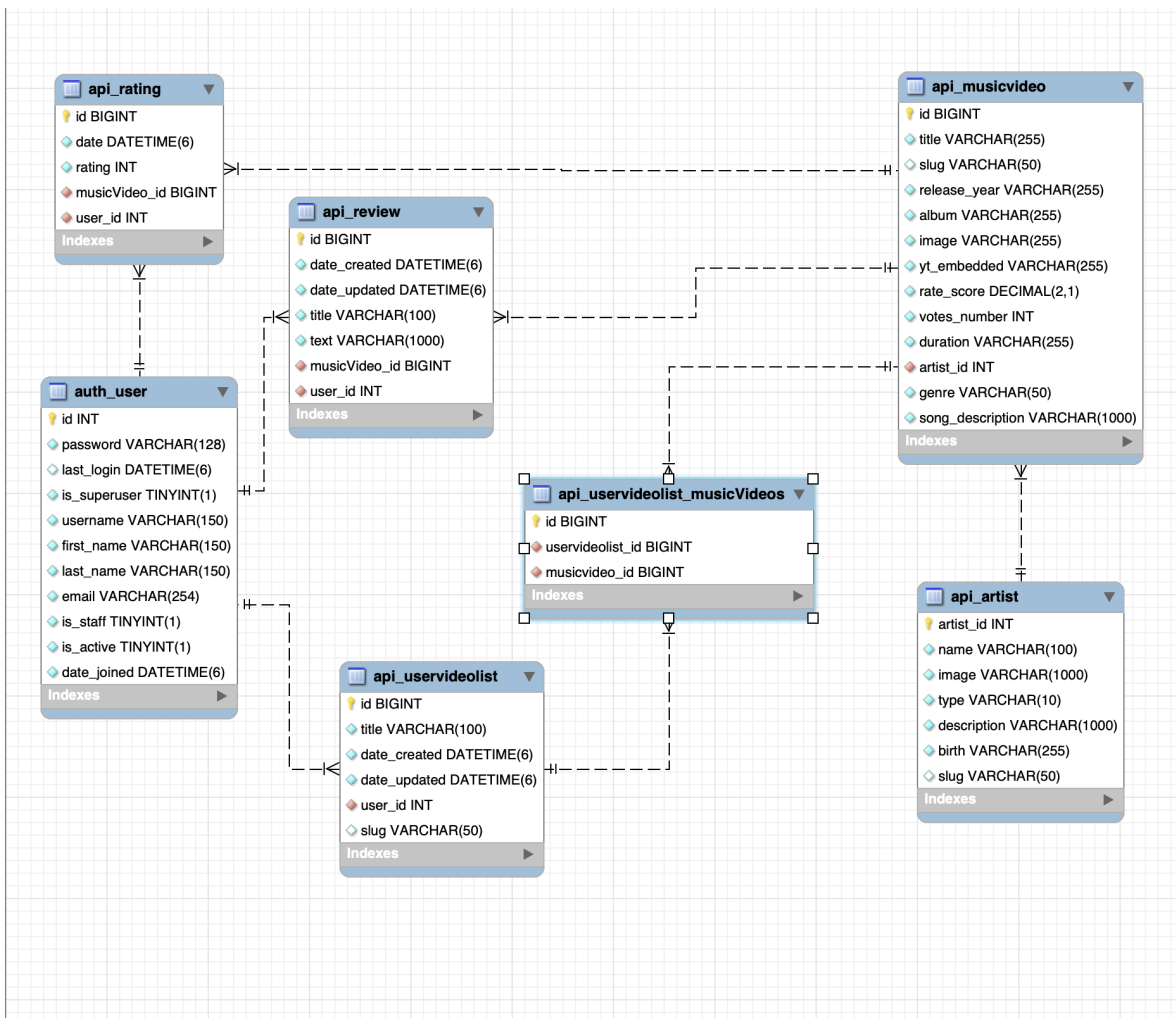 api_rating
id BIGINT
date DATETIME(6)
rating INT
musicVideo_id BIGINT
user_id INT
Indexes
api_musicvideo
id BIGINT
title VARCHAR(255)
slug VARCHAR(50)
release_year VARCHAR(255)
album VARCHAR(255)
image VARCHAR(255)
yt_embedded VARCHAR(255)
rate_score DECIMAL(2,1)
votes_number INT
duration VARCHAR(255)
artist_id INT
genre VARCHAR(50)
song_description VARCHAR(1000)
Indexes
api_review
id BIGINT
date_created DATETIME(6)
date_updated DATETIME(6)
title VARCHAR(100)
text VARCHAR(1000)
musicVideo_id BIGINT
user_id INT
Indexes
auth_user
id INT
password VARCHAR(128)
last_login DATETIME(6)
is_superuser TINYINT(1)
username VARCHAR(150)
first_name VARCHAR(150)
last_name VARCHAR(150)
email VARCHAR(254)
is_staff TINYINT(1)
is_active TINYINT(1)
date_joined DATETIME(6)
Indexes
api_uservideolist_musicVideos
id BIGINT
uservideolist_id BIGINT
musicvideo_id BIGINT
Indexes
api_artist
artist_id INT
name VARCHAR(100)
image VARCHAR(1000)
type VARCHAR(10)
description VARCHAR(1000)
birth VARCHAR(255)
slug VARCHAR(50)
Indexes
api_uservideolist
id BIGINT
title VARCHAR(100)
date_created DATETIME(6)
date_updated DATETIME(6)
user_id INT
slug VARCHAR(50)
Indexes